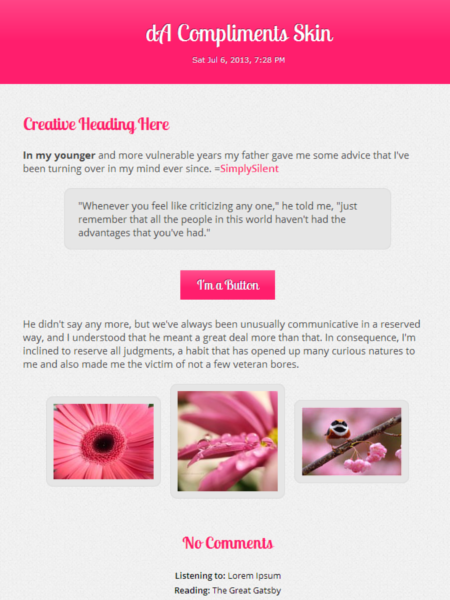 dA Compliments Skin
Sat Jul 6, 2013, 7:28 PM
Creative Heading Here
In my younger and more vulnerable years my father gave me some advice that I've
been turning over in my mind ever since. =SimplySilent
"Whenever you feel like criticizing any one," he told me, "just
remember that all the people in this world haven't had the
advantages that you've had."
I'm a Button
He didn't say any more, but we've always been unusually communicative in a reserved
way, and I understood that he meant a great deal more than that. In consequence, I'm
inclined to reserve all judgments, a habit that has opened up many curious natures to
me and also made me the victim of not a few veteran bores.
No Comments
Listening to: Lorem Ipsum
Reading: The Great Gatsby